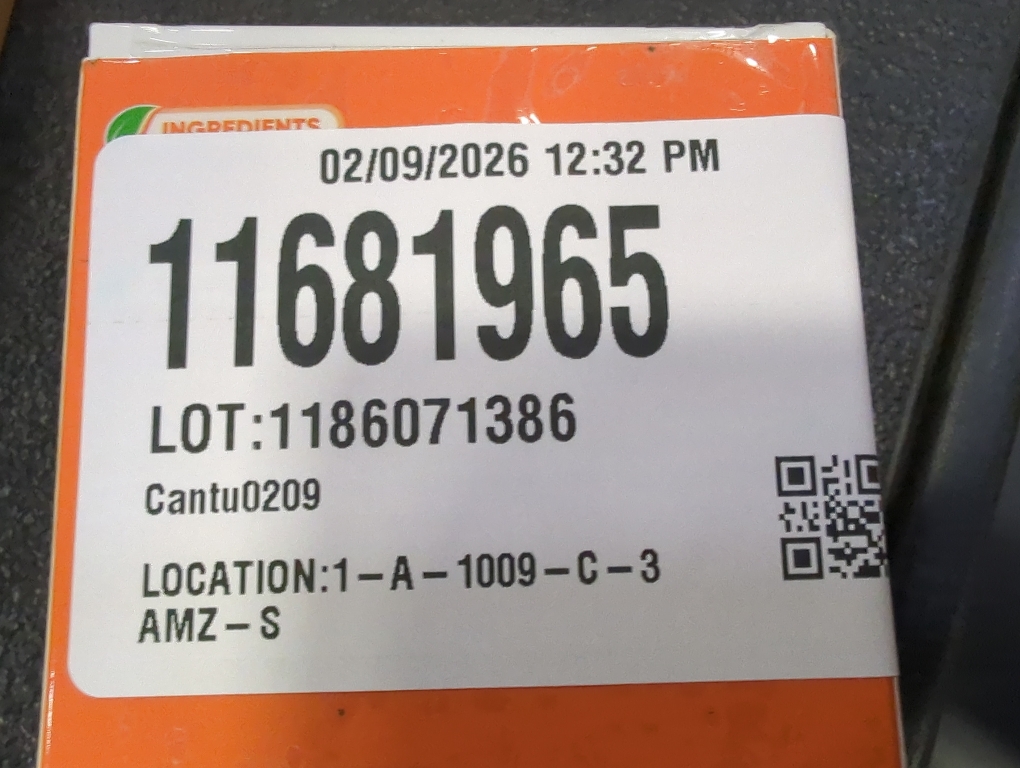 INGREDIENTS
02/09/2026 12:32 PM
11681965
LOT:1186071386
Cantu0209
LOCATION:1-A-1009-C-3
AMZ-S